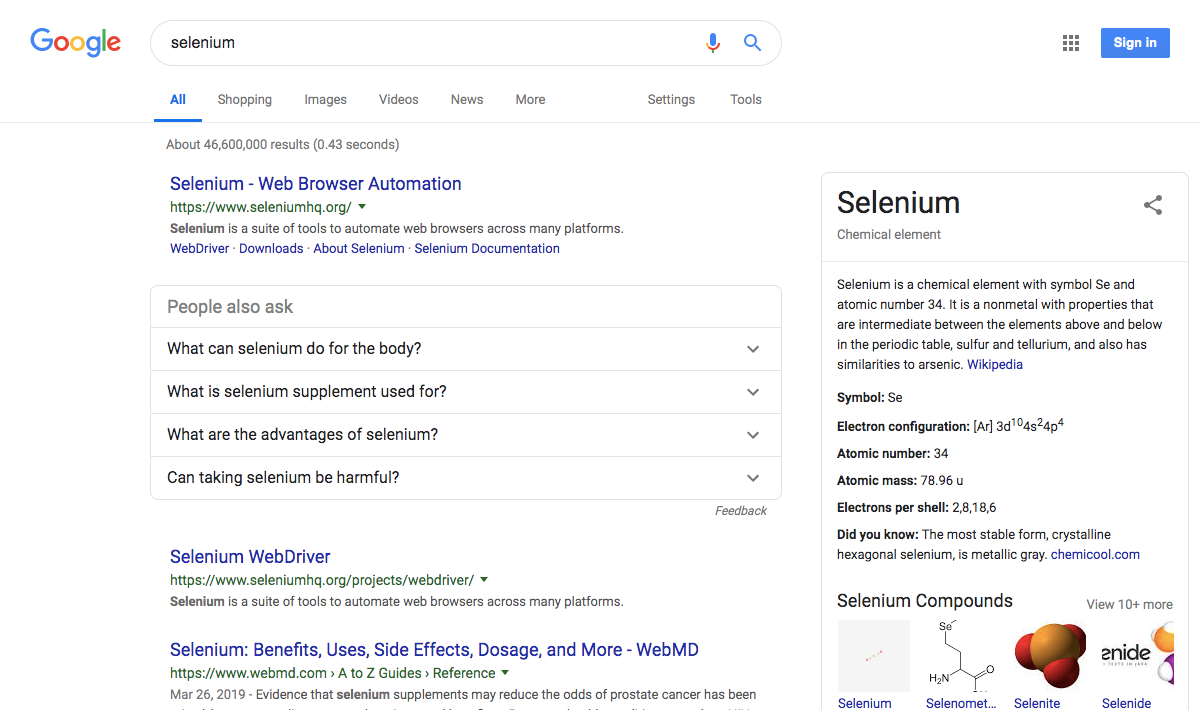 Google
selenium
Sign in
All Shopping Images Videos News More Settings Tools
About 46,600,000 results (0.43 seconds)
Selenium - Web Browser Automation
https://www.seleniumhq.org/
Selenium is a suite of tools to automate web browsers across many platforms.
WebDriver · Downloads · About Selenium · Selenium Documentation
People also ask
What can selenium do for the body?
What is selenium supplement used for?
What are the advantages of selenium?
Can taking selenium be harmful?
Feedback
Selenium WebDriver
https://www.seleniumhq.org/projects/webdriver/
Selenium is a suite of tools to automate web browsers across many platforms.
Selenium: Benefits, Uses, Side Effects, Dosage, and More - WebMD
https://www.webmd.com › A to Z Guides › Reference
Mar 26, 2019 - Evidence that selenium supplements may reduce the odds of prostate cancer has been
Selenium
Chemical element
Selenium is a chemical element with symbol Se and
atomic number 34. It is a nonmetal with properties that
are intermediate between the elements above and below
in the periodic table, sulfur and tellurium, and also has
similarities to arsenic. Wikipedia
Symbol: Se
Electron configuration: [Ar] 3d¹⁰4s²4p⁴
Atomic number: 34
Atomic mass: 78.96 u
Electrons per shell: 2,8,18,6
Did you know: The most stable form, crystalline
hexagonal selenium, is metallic gray. chemicool.com
Selenium Compounds
View 10+ more
Se
H₂N
O
enide
Selenium Selenomet... Selenite Selenide